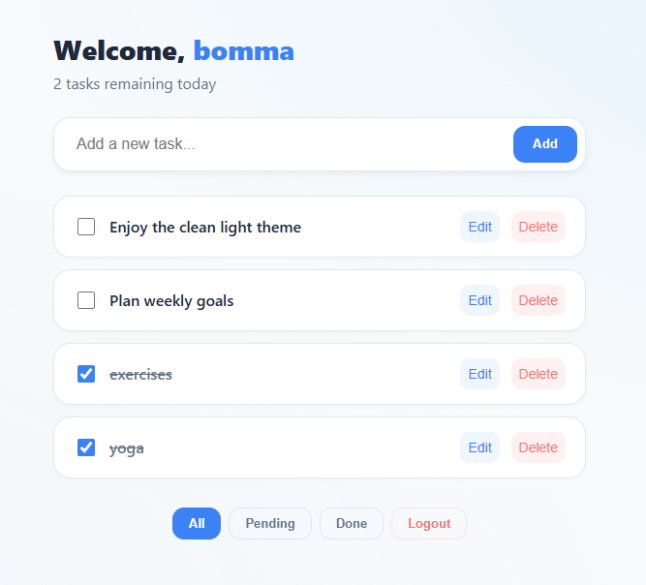 Welcome, bomma
2 tasks remaining today
Add a new task... Add
Enjoy the clean light theme Edit Delete
Plan weekly goals Edit Delete
exercises Edit Delete
yoga Edit Delete
All Pending Done Logout